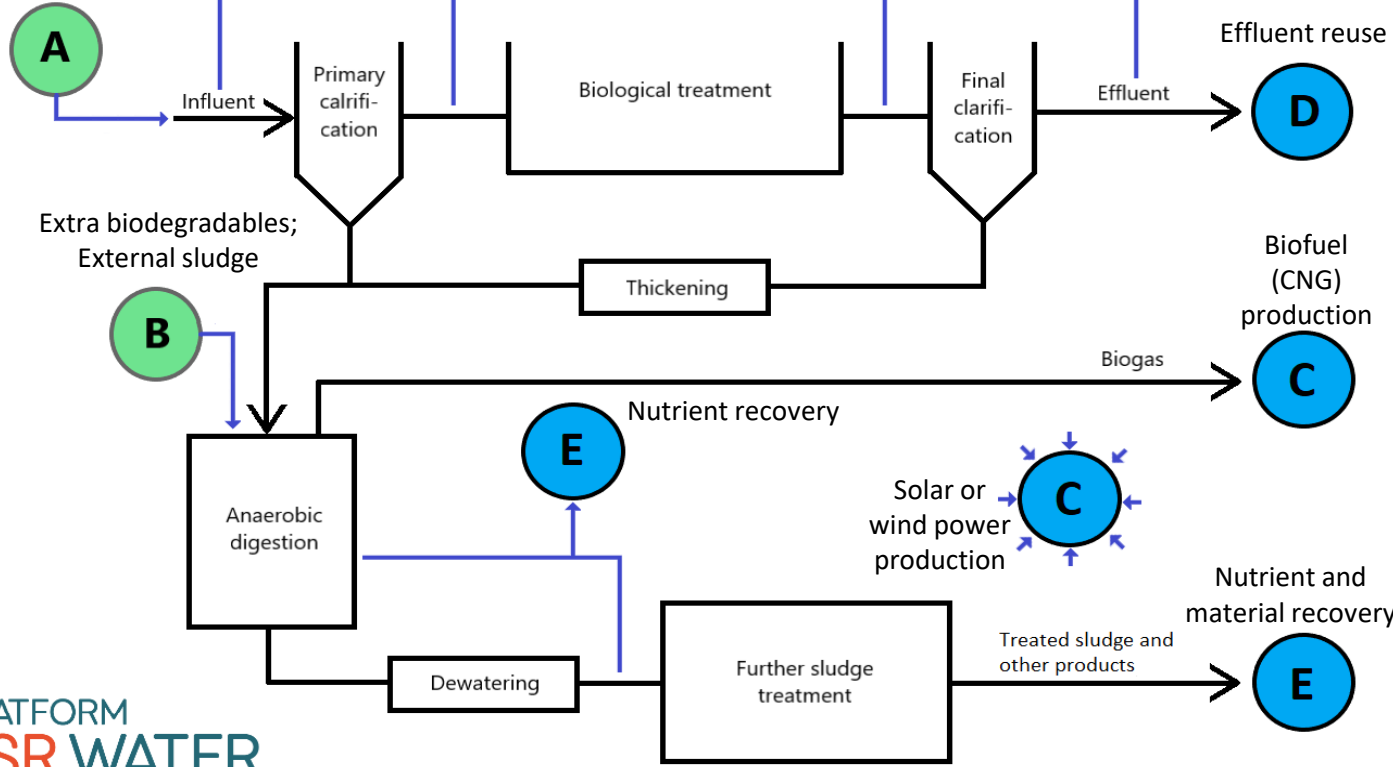 A
Influent
Primary
calrifi-
cation
Biological treatment
Final
clarifi-
cation
Effluent
Effluent reuse
D
Extra biodegradables;
External sludge
B
Thickening
Biofuel
(CNG)
production
Biogas
C
Nutrient recovery
E
Anaerobic
digestion
Solar or
wind power
production
C
Dewatering
Further sludge
treatment
Treated sludge and
other products
Nutrient and
material recovery
E
ATFORM
SR WATER